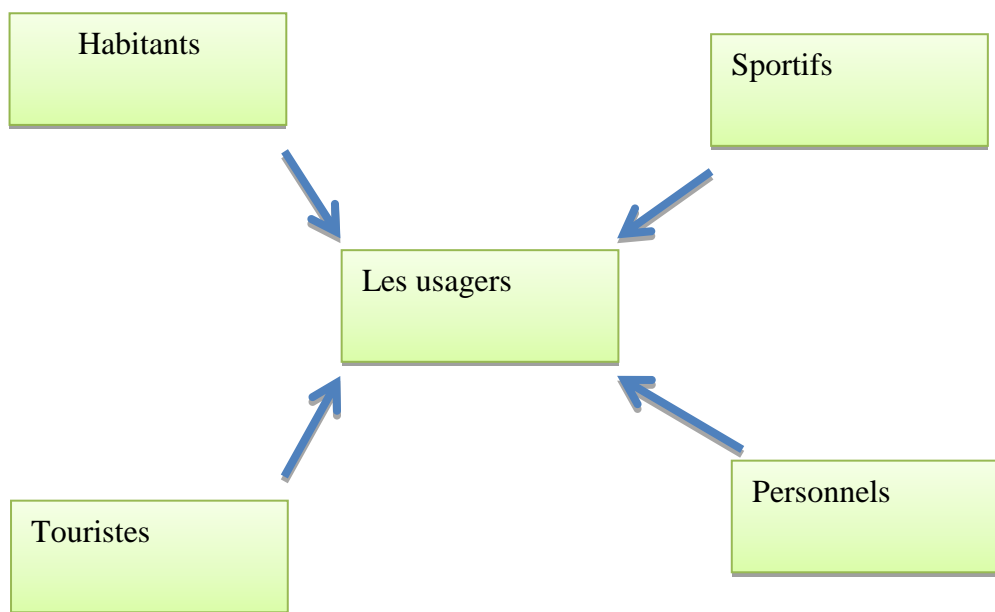 Habitants
Sportifs
Les usagers
Personnels
Touristes